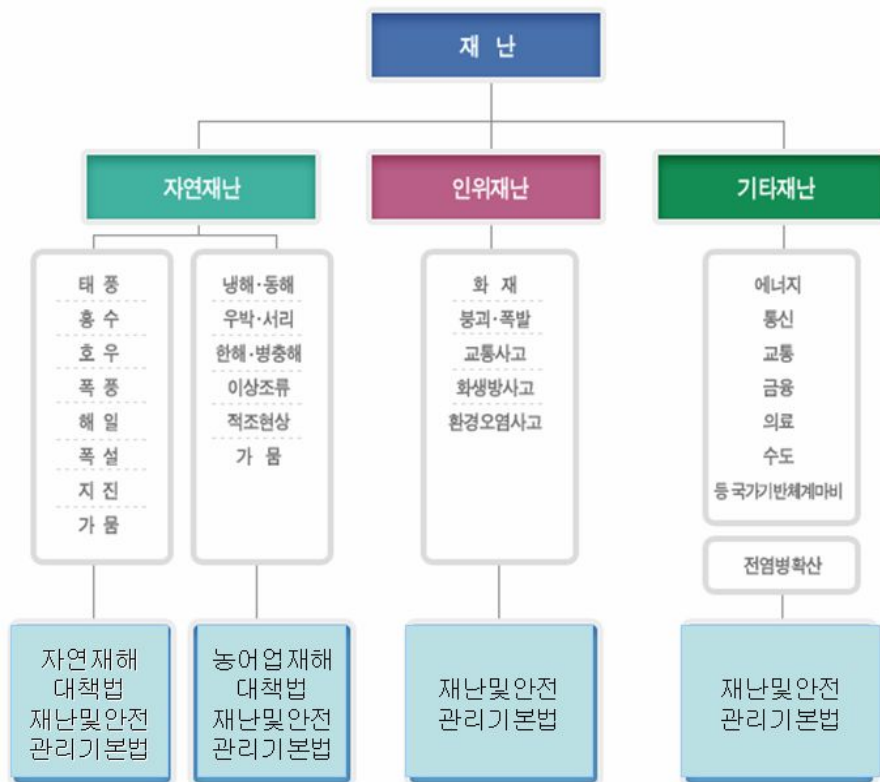 재 난
자연재난
인위재난
기타재난
태 풍
홍 수
호 우
폭 풍
해 일
폭 설
지 진
가 뭄
냉해·동해
우박·서리
한해·병충해
이상조류
적조현상
가 뭄
화 재
붕괴·폭발
교통사고
화생방사고
환경오염사고
에너지
통신
교통
금융
의료
수도
등 국가기반체계마비
전염병확산
자연재해
대책법
재난및안전
관리기본법
농어업재해
대책법
재난및안전
관리기본법
재난및안전
관리기본법
재난및안전
관리기본법